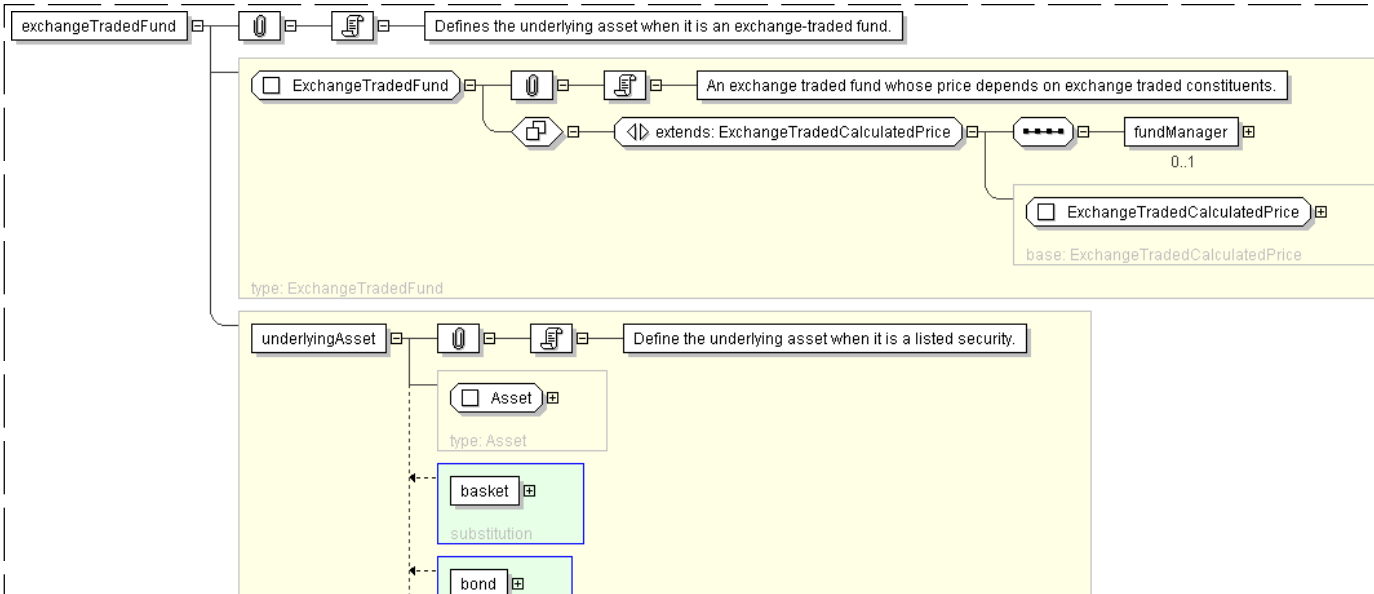 exchangeTradedFund Defines the underlying asset when it is an exchange-traded fund.
ExchangeTradedFund An exchange traded fund whose price depends on exchange traded constituents.
extends: ExchangeTradedCalculatedPrice fundManager
0..1
ExchangeTradedCalculatedPrice
base: ExchangeTradedCalculatedPrice
type: ExchangeTradedFund
underlyingAsset Define the underlying asset when it is a listed security.
Asset
type: Asset
basket
substitution
bond